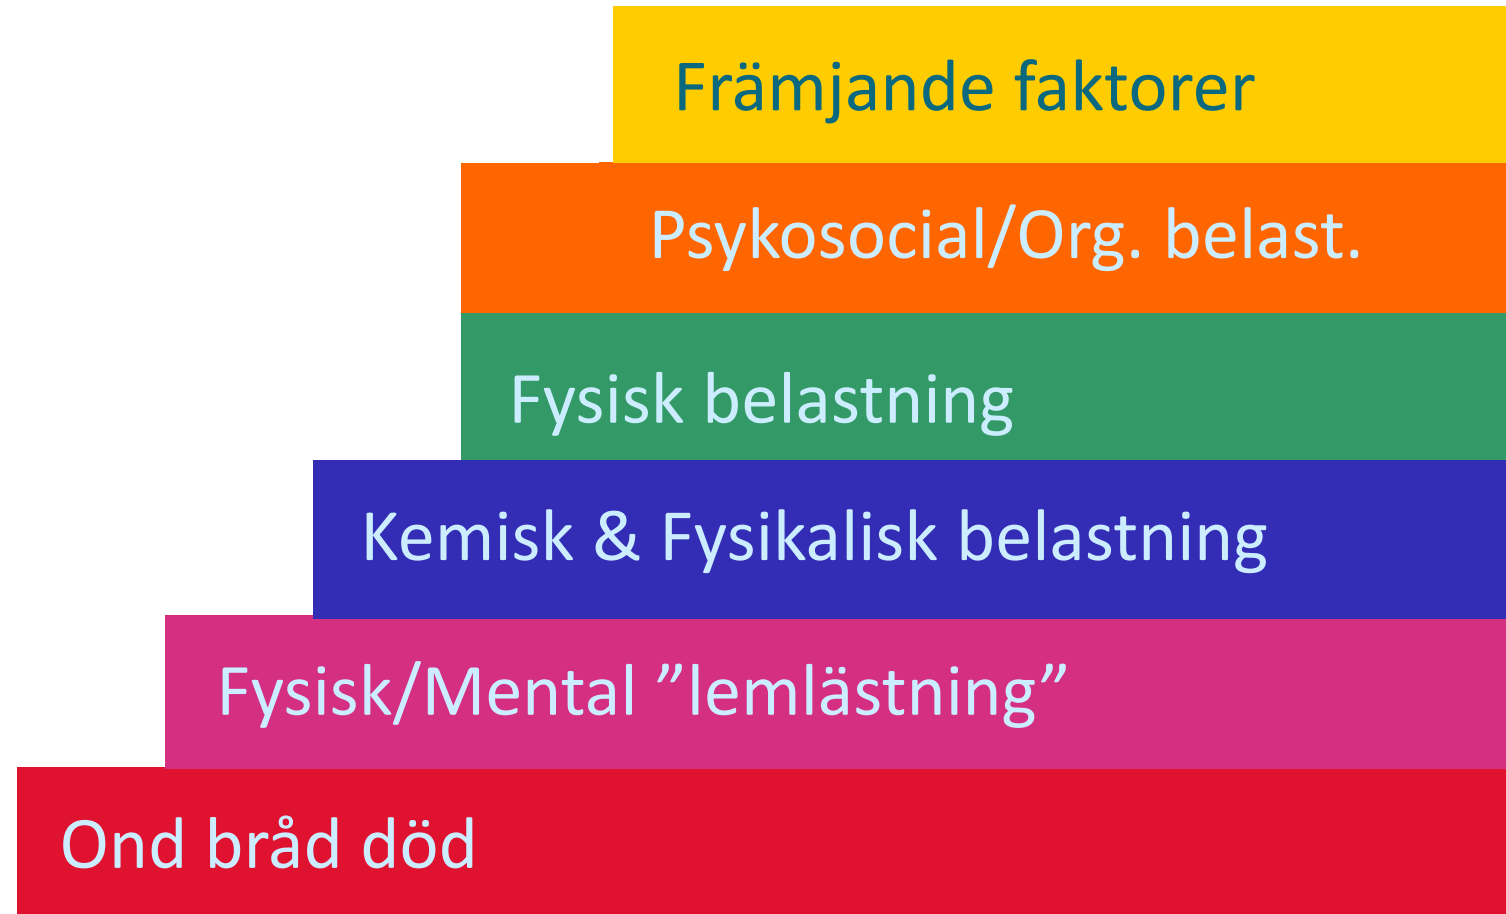 Främjande faktorer
Psykosocial/Org. belast.
Fysisk belastning
Kemisk & Fysikalisk belastning
Fysisk/Mental ”lemlästning”
Ond bråd död